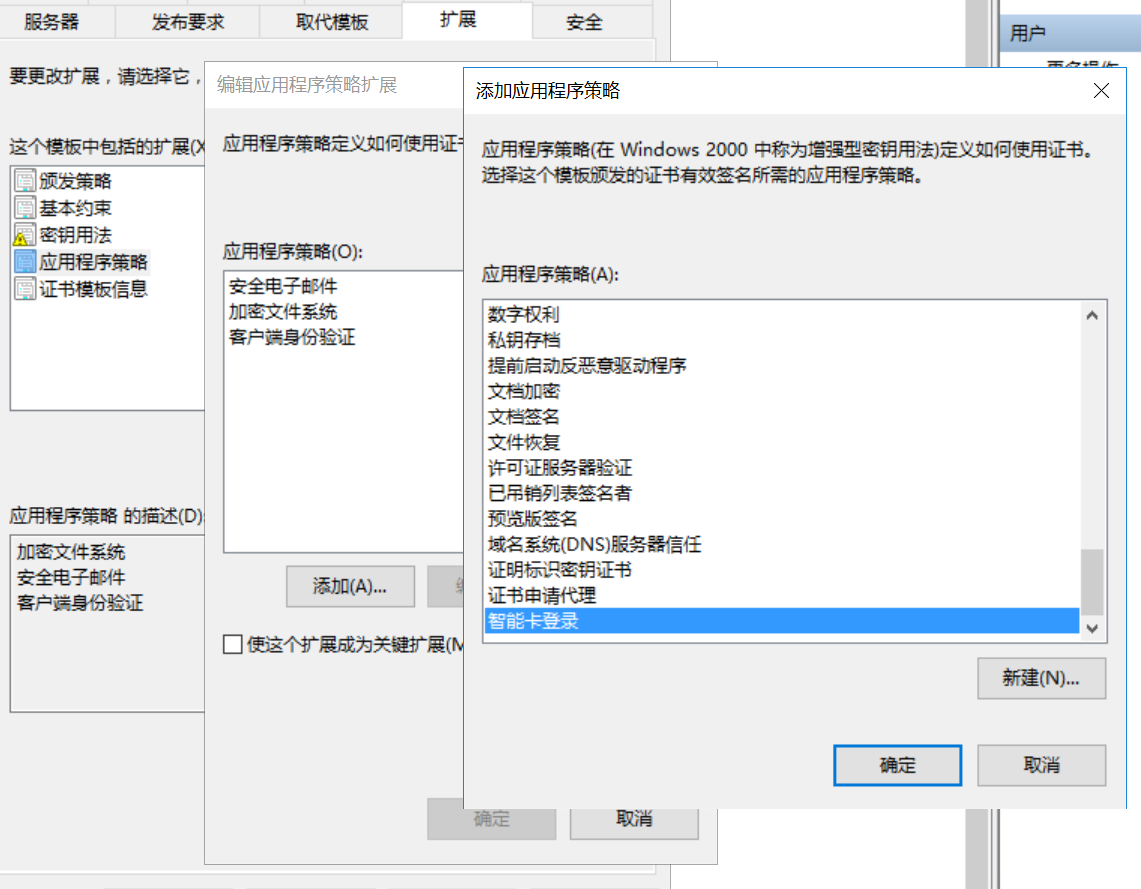 服务器
发布要求
取代模板
扩展
安全
用户
要更改扩展，请选择它，
这个模板中包括的扩展(X
颁发策略
基本约束
密钥用法
应用程序策略
证书模板信息
应用程序策略 的描述(D):
加密文件系统
安全电子邮件
客户端身份验证
编辑应用程序策略扩展
应用程序策略定义如何使用证书
应用程序策略(O):
安全电子邮件
加密文件系统
客户端身份验证
添加(A)...
使这个扩展成为关键扩展(M
确定
取消
添加应用程序策略
应用程序策略(在 Windows 2000 中称为增强型密钥用法)定义如何使用证书。
选择这个模板颁发的证书有效签名所需的应用程序策略。
应用程序策略(A):
数字权利
私钥存档
提前启动反恶意驱动程序
文档加密
文档签名
文件恢复
许可证服务器验证
已吊销列表签名者
预览版签名
域名系统(DNS)服务器信任
证明标识密钥证书
证书申请代理
智能卡登录
新建(N)...
确定
取消